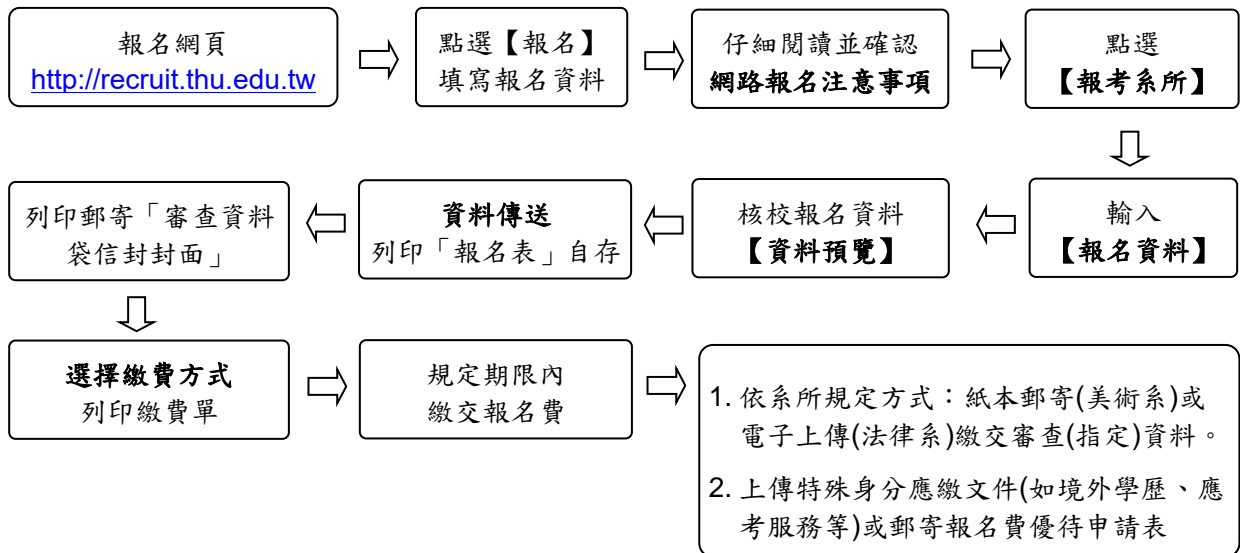 報名網頁
http://recruit.thu.edu.tw
點選【報名】
填寫報名資料
仔細閱讀並確認
網路報名注意事項
點選
【報考系所】
輸入
【報名資料】
核校報名資料
【資料預覽】
資料傳送
列印「報名表」自存
列印郵寄「審查資料
袋信封封面」
選擇繳費方式
列印繳費單
規定期限內
繳交報名費
1. 依系所規定方式：紙本郵寄(美術系)或
電子上傳(法律系)繳交審查(指定)資料。
2. 上傳特殊身分應繳文件(如境外學歷、應
考服務等)或郵寄報名費優待申請表